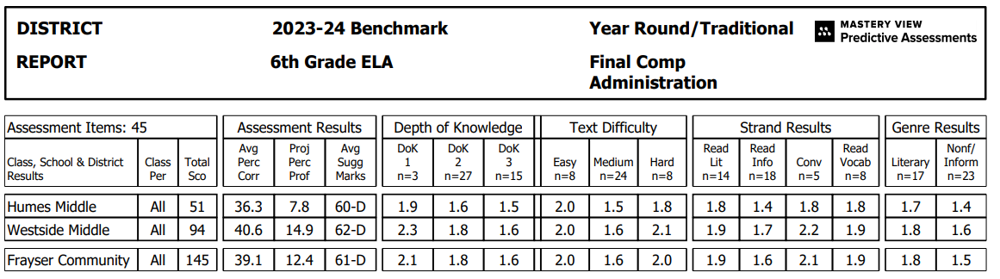 DISTRICT 2023-24 Benchmark Year Round/Traditional MASTERY VIEW
Predictive Assessments
REPORT 6th Grade ELA Final Comp
Administration
Assessment Items: 45 Assessment Results Depth of Knowledge Text Difficulty Strand Results Genre Results
Class, School & District Results Class Per Total Sco Avg Perc Corr Proj Perc Prof Avg Sugg Marks DoK 1 n=3 DoK 2 n=27 DoK 3 n=15 Easy n=8 Medium n=24 Hard n=8 Read Lit n=14 Read Info n=18 Conv n=5 Read Vocab n=8 Literary n=17 Nonf/ Inform n=23
Humes Middle All 51 36.3 7.8 60-D 1.9 1.6 1.5 2.0 1.5 1.8 1.8 1.4 1.8 1.8 1.7 1.4
Westside Middle All 94 40.6 14.9 62-D 2.3 1.8 1.6 2.0 1.6 2.1 1.9 1.7 2.2 1.9 1.8 1.6
Frayser Community All 145 39.1 12.4 61-D 2.1 1.8 1.6 2.0 1.6 2.0 1.9 1.6 2.1 1.9 1.8 1.5